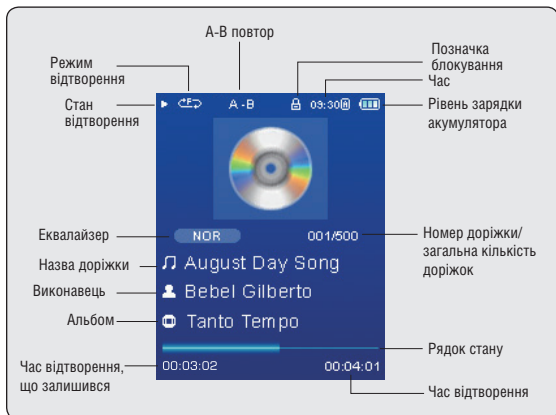 А-В повтор
Режим
відтворення
Позначка
блокування
Час
Стан
відтворення
A-B
09:30
Рівень зарядки
акумулятора
Еквалайзер
NOR
001/500
Номер доріжки/
загальна кількість
доріжок
Назва доріжки
August Day Song
Виконавець
Bebel Gilberto
Альбом
Tanto Tempo
Рядок стану
Час відтворення,
що залишився
00:03:02
00:04:01
Час відтворення